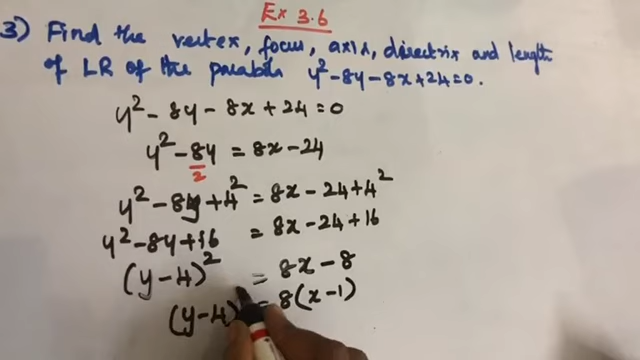 Ex 3.6
3) Find the vertex, focus, axis, directrix and length
of LR of the parabola y² - 8y - 8x + 24 = 0.
y² - 8y - 8x + 24 = 0
y² - 8y = 8x - 24
2
y² - 8y + 4² = 8x - 24 + 4²
y² - 8y + 16 = 8x - 24 + 16
(y - 4)² = 8x - 8
(y - 4) = 8(x - 1)